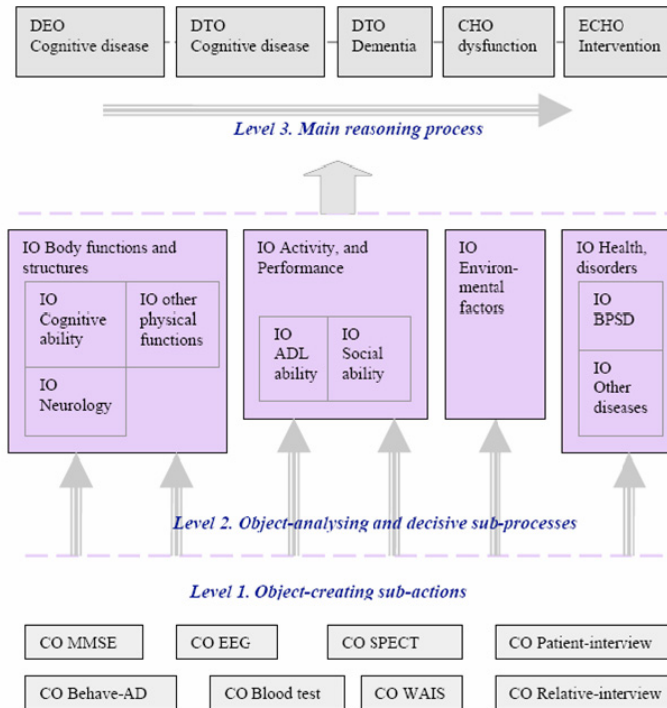 DEO
Cognitive disease
DTO
Cognitive disease
DTO
Dementia
CHO
dysfunction
ECHO
Intervention
Level 3. Main reasoning process
IO Body functions and
structures
IO
Cognitive
ability
IO other
physical
functions
IO
Neurology
IO Activity, and
Performance
IO
ADL
ability
IO
Social
ability
IO
Environ-
mental
factors
IO Health,
disorders
IO
BPSD
IO
Other
diseases
Level 2. Object-analysing and decisive sub-processes
Level 1. Object-creating sub-actions
CO MMSE
CO EEG
CO SPECT
CO Patient-interview
CO Behave-AD
CO Blood test
CO WAIS
CO Relative-interview